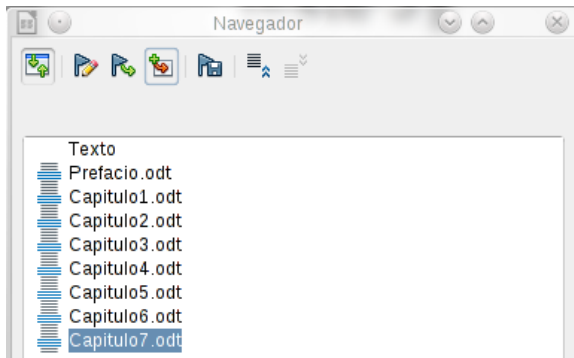 Navegador
Texto
Prefacio.odt
Capitulo1.odt
Capitulo2.odt
Capitulo3.odt
Capitulo4.odt
Capitulo5.odt
Capitulo6.odt
Capitulo7.odt